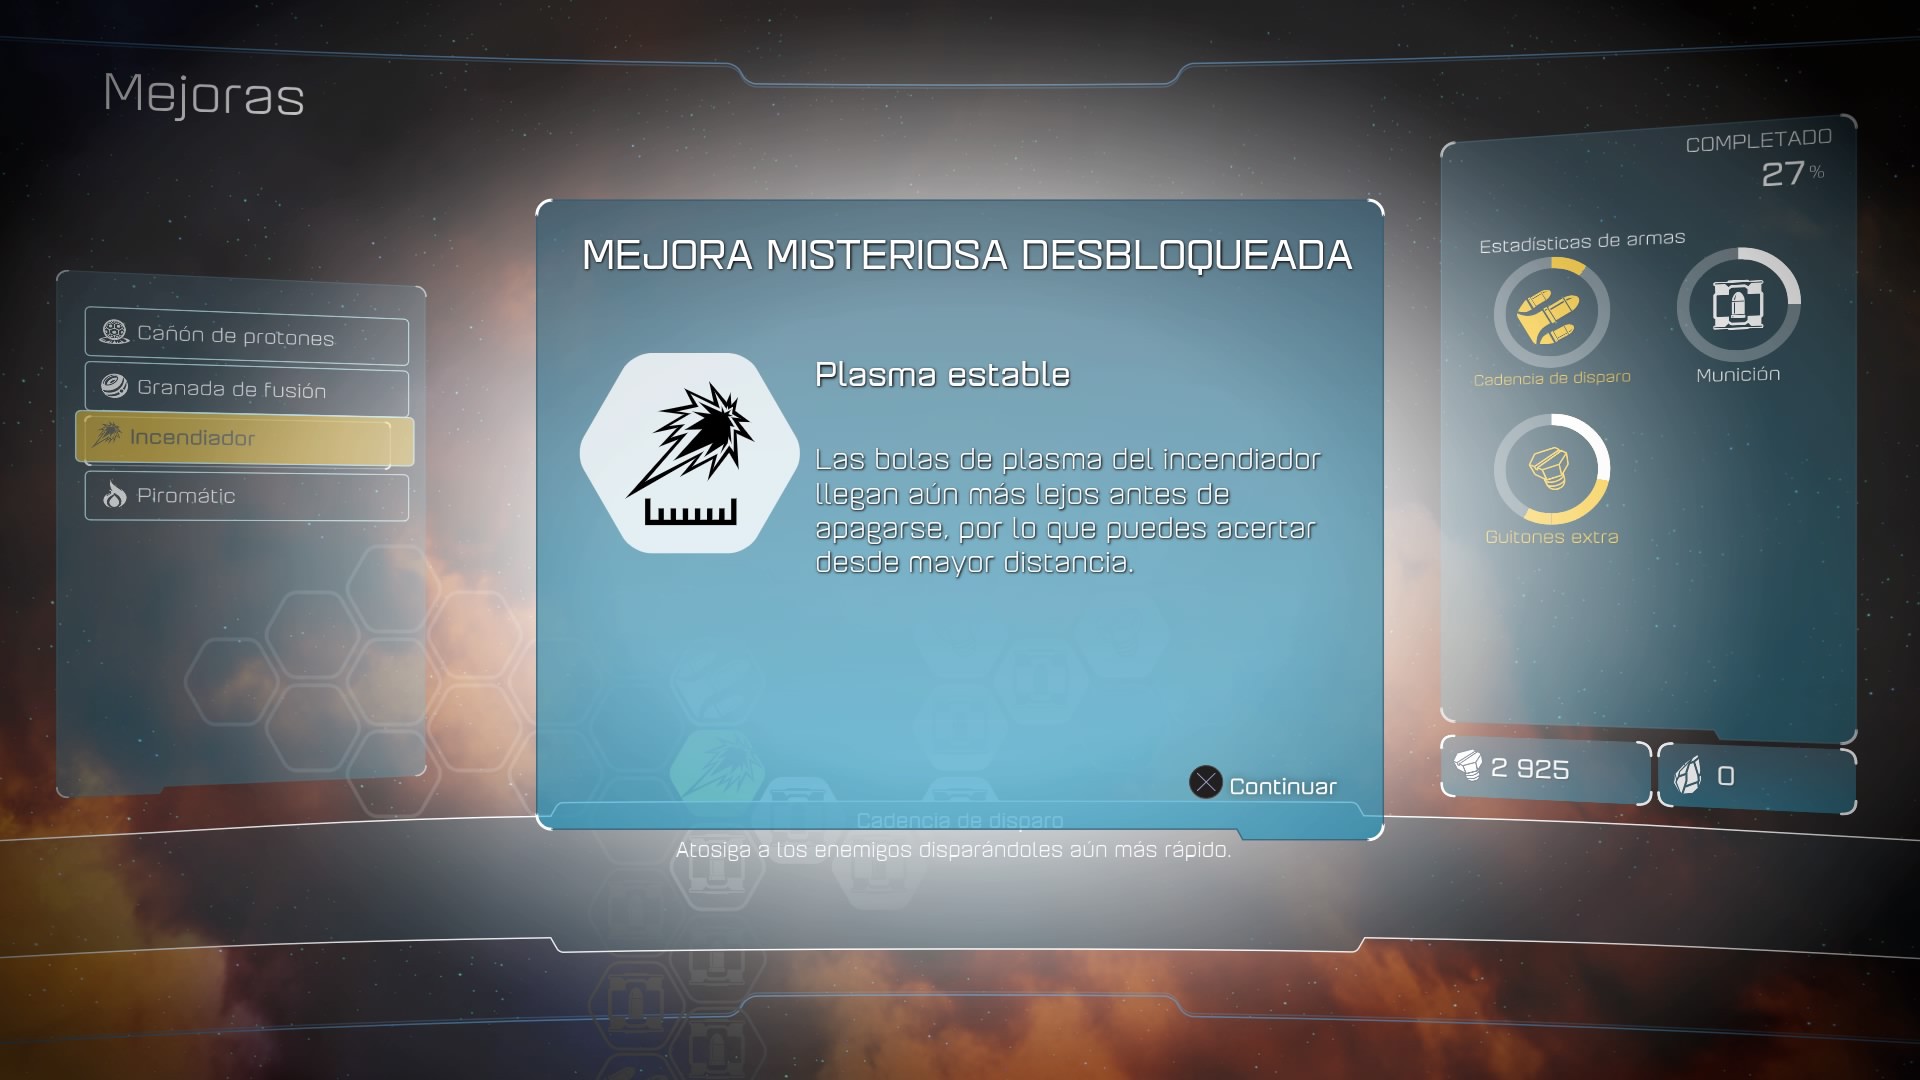 Mejoras
COMPLETADO
27%
MEJORA MISTERIOSA DESBLOQUEADA
Estadísticas de armas
Cañón de protones
Granada de fusión
Incendiador
Piromátic
Plasma estable
Las bolas de plasma del incendiador
llegan aún más lejos antes de
apagarse, por lo que puedes acertar
desde mayor distancia.
Cadencia de disparo
Munición
Guitones extra
2 925
0
Continuar
Cadencia de disparo
Atosiga a los enemigos disparándoles aún más rápido.